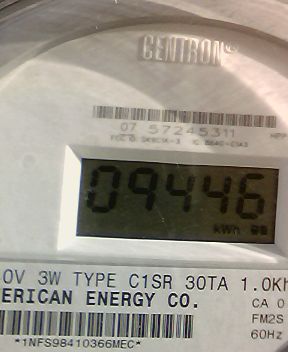 CENTRON®
07 57245311
09446
kWh
0V 3W TYPE C1SR 30TA 1.0Kh
ERICAN ENERGY CO.
CA 0
FM2S
60Hz
*1NFS98410366MEC*